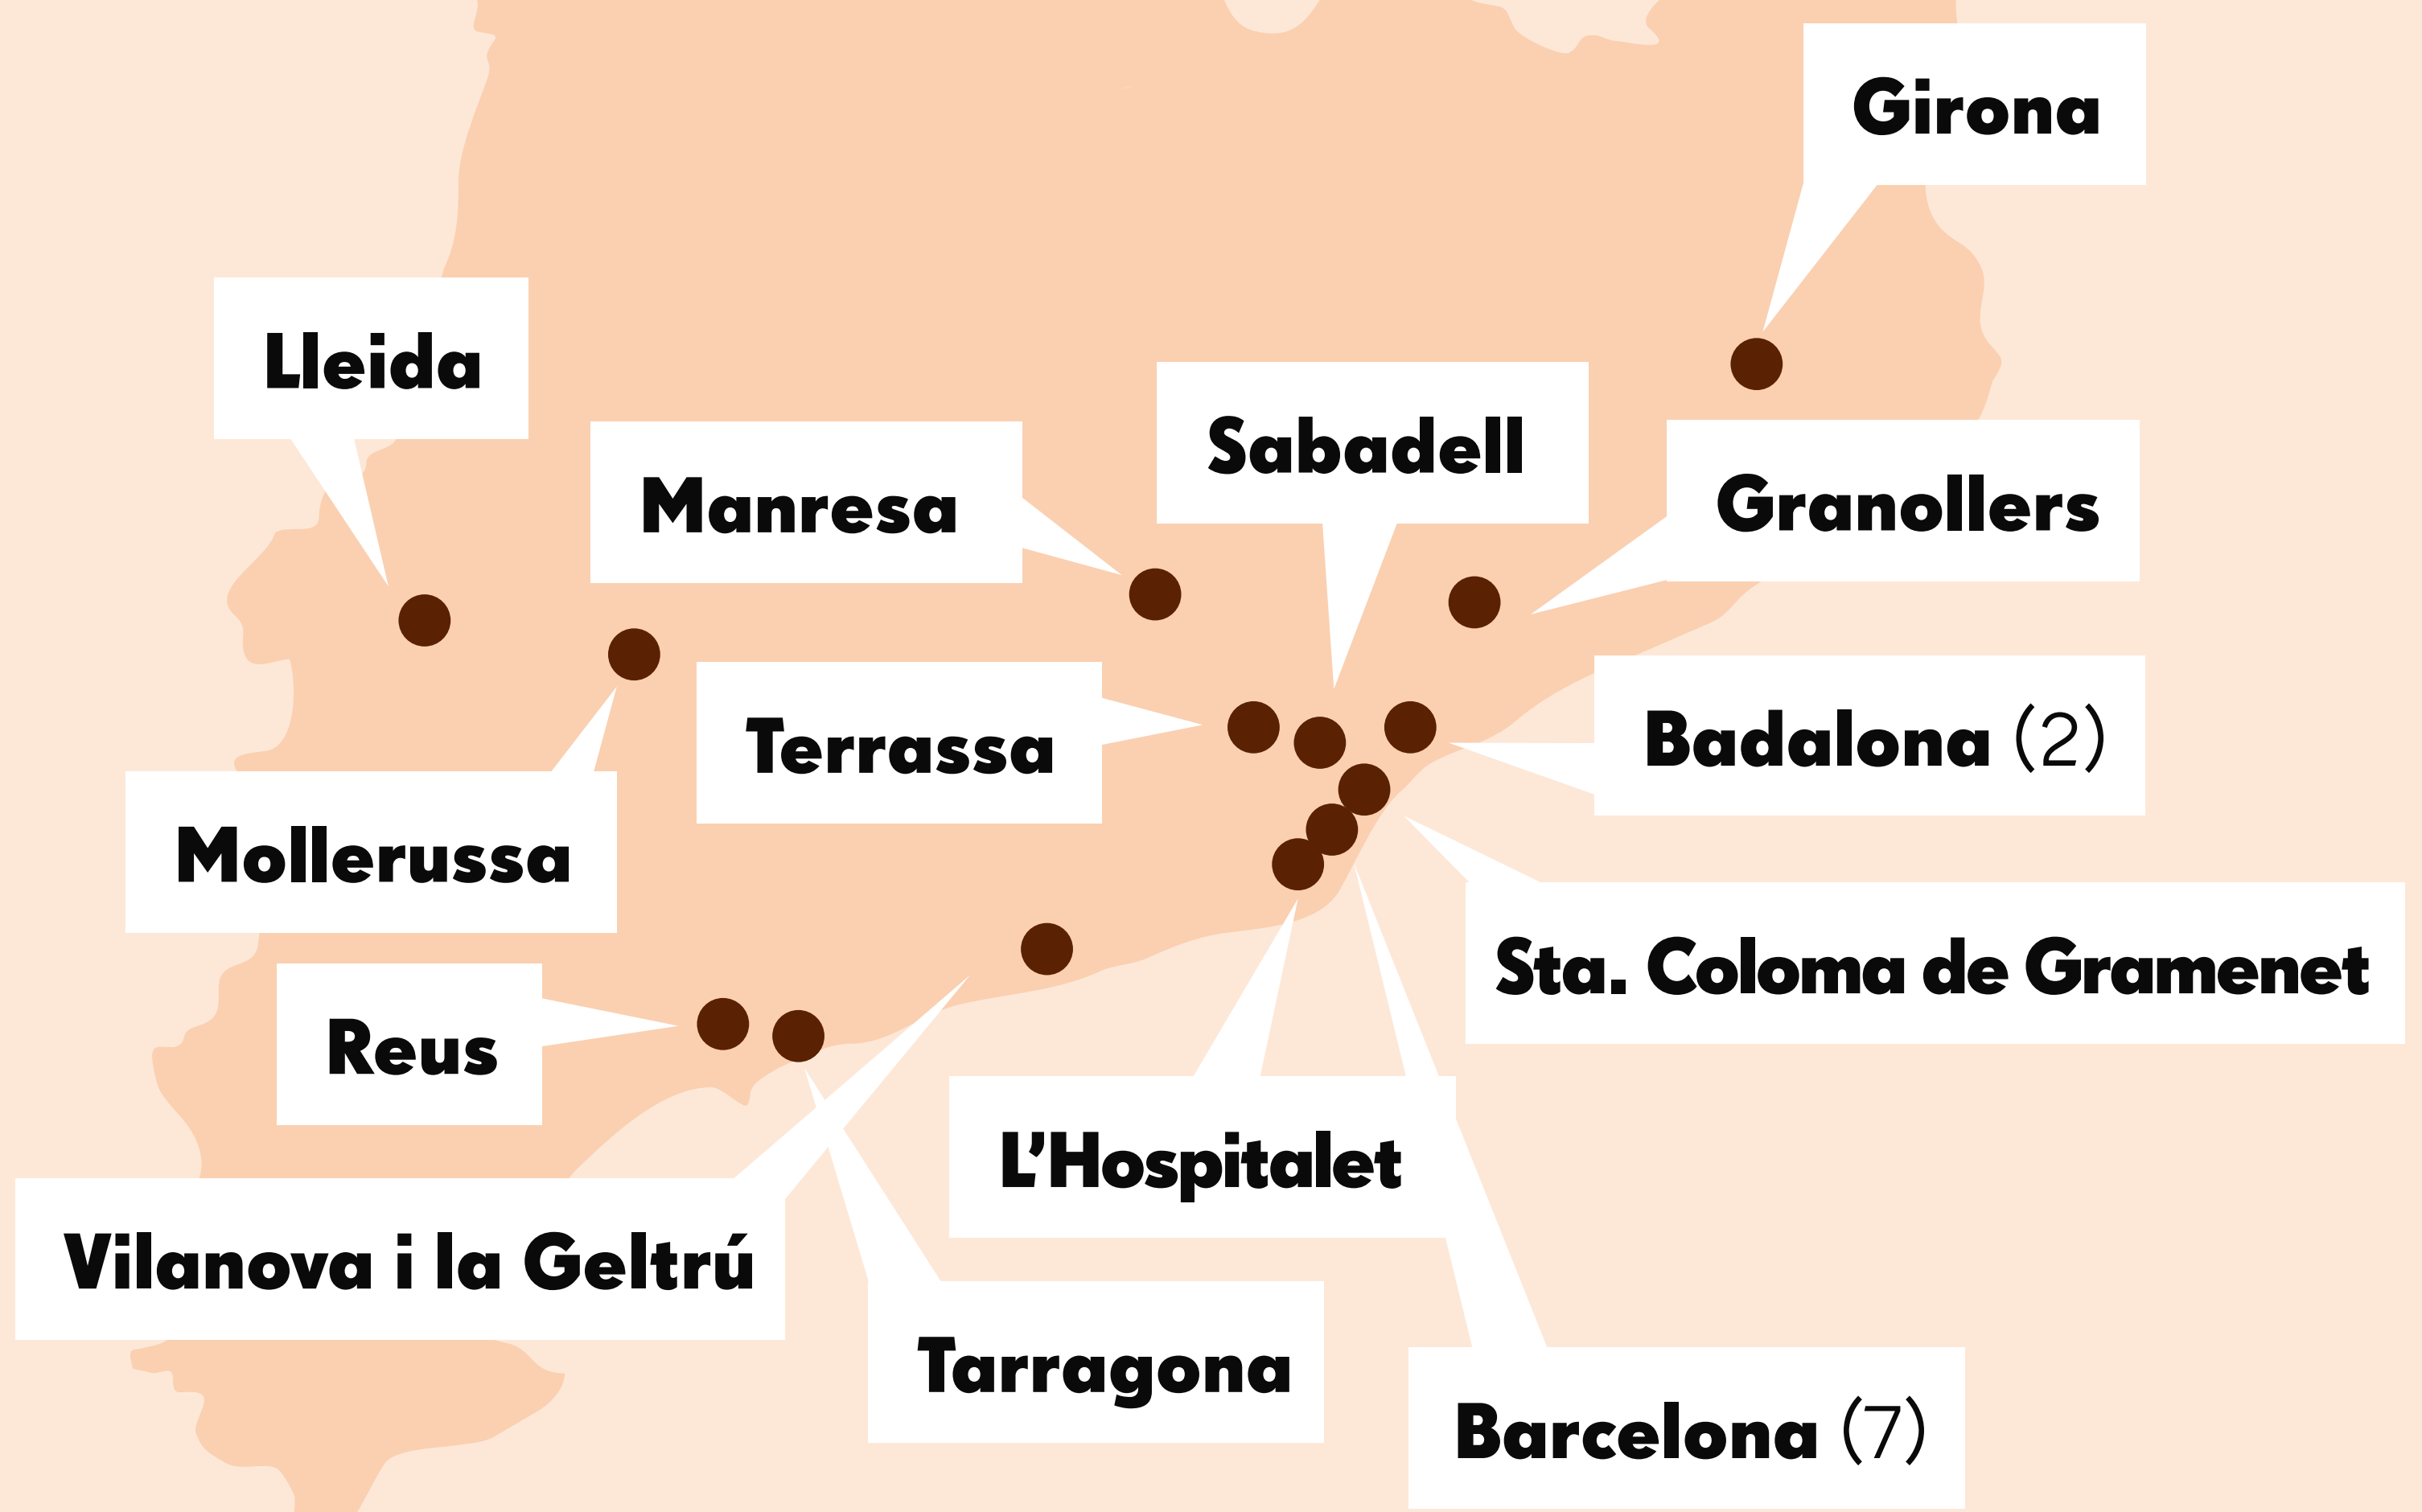 Girona
Lleida
Sabadell
Manresa
Granollers
Terrassa
Badalona (2)
Mollerussa
Sta. Coloma de Gramenet
Reus
L'Hospitalet
Vilanova i la Geltrú
Tarragona
Barcelona (7)